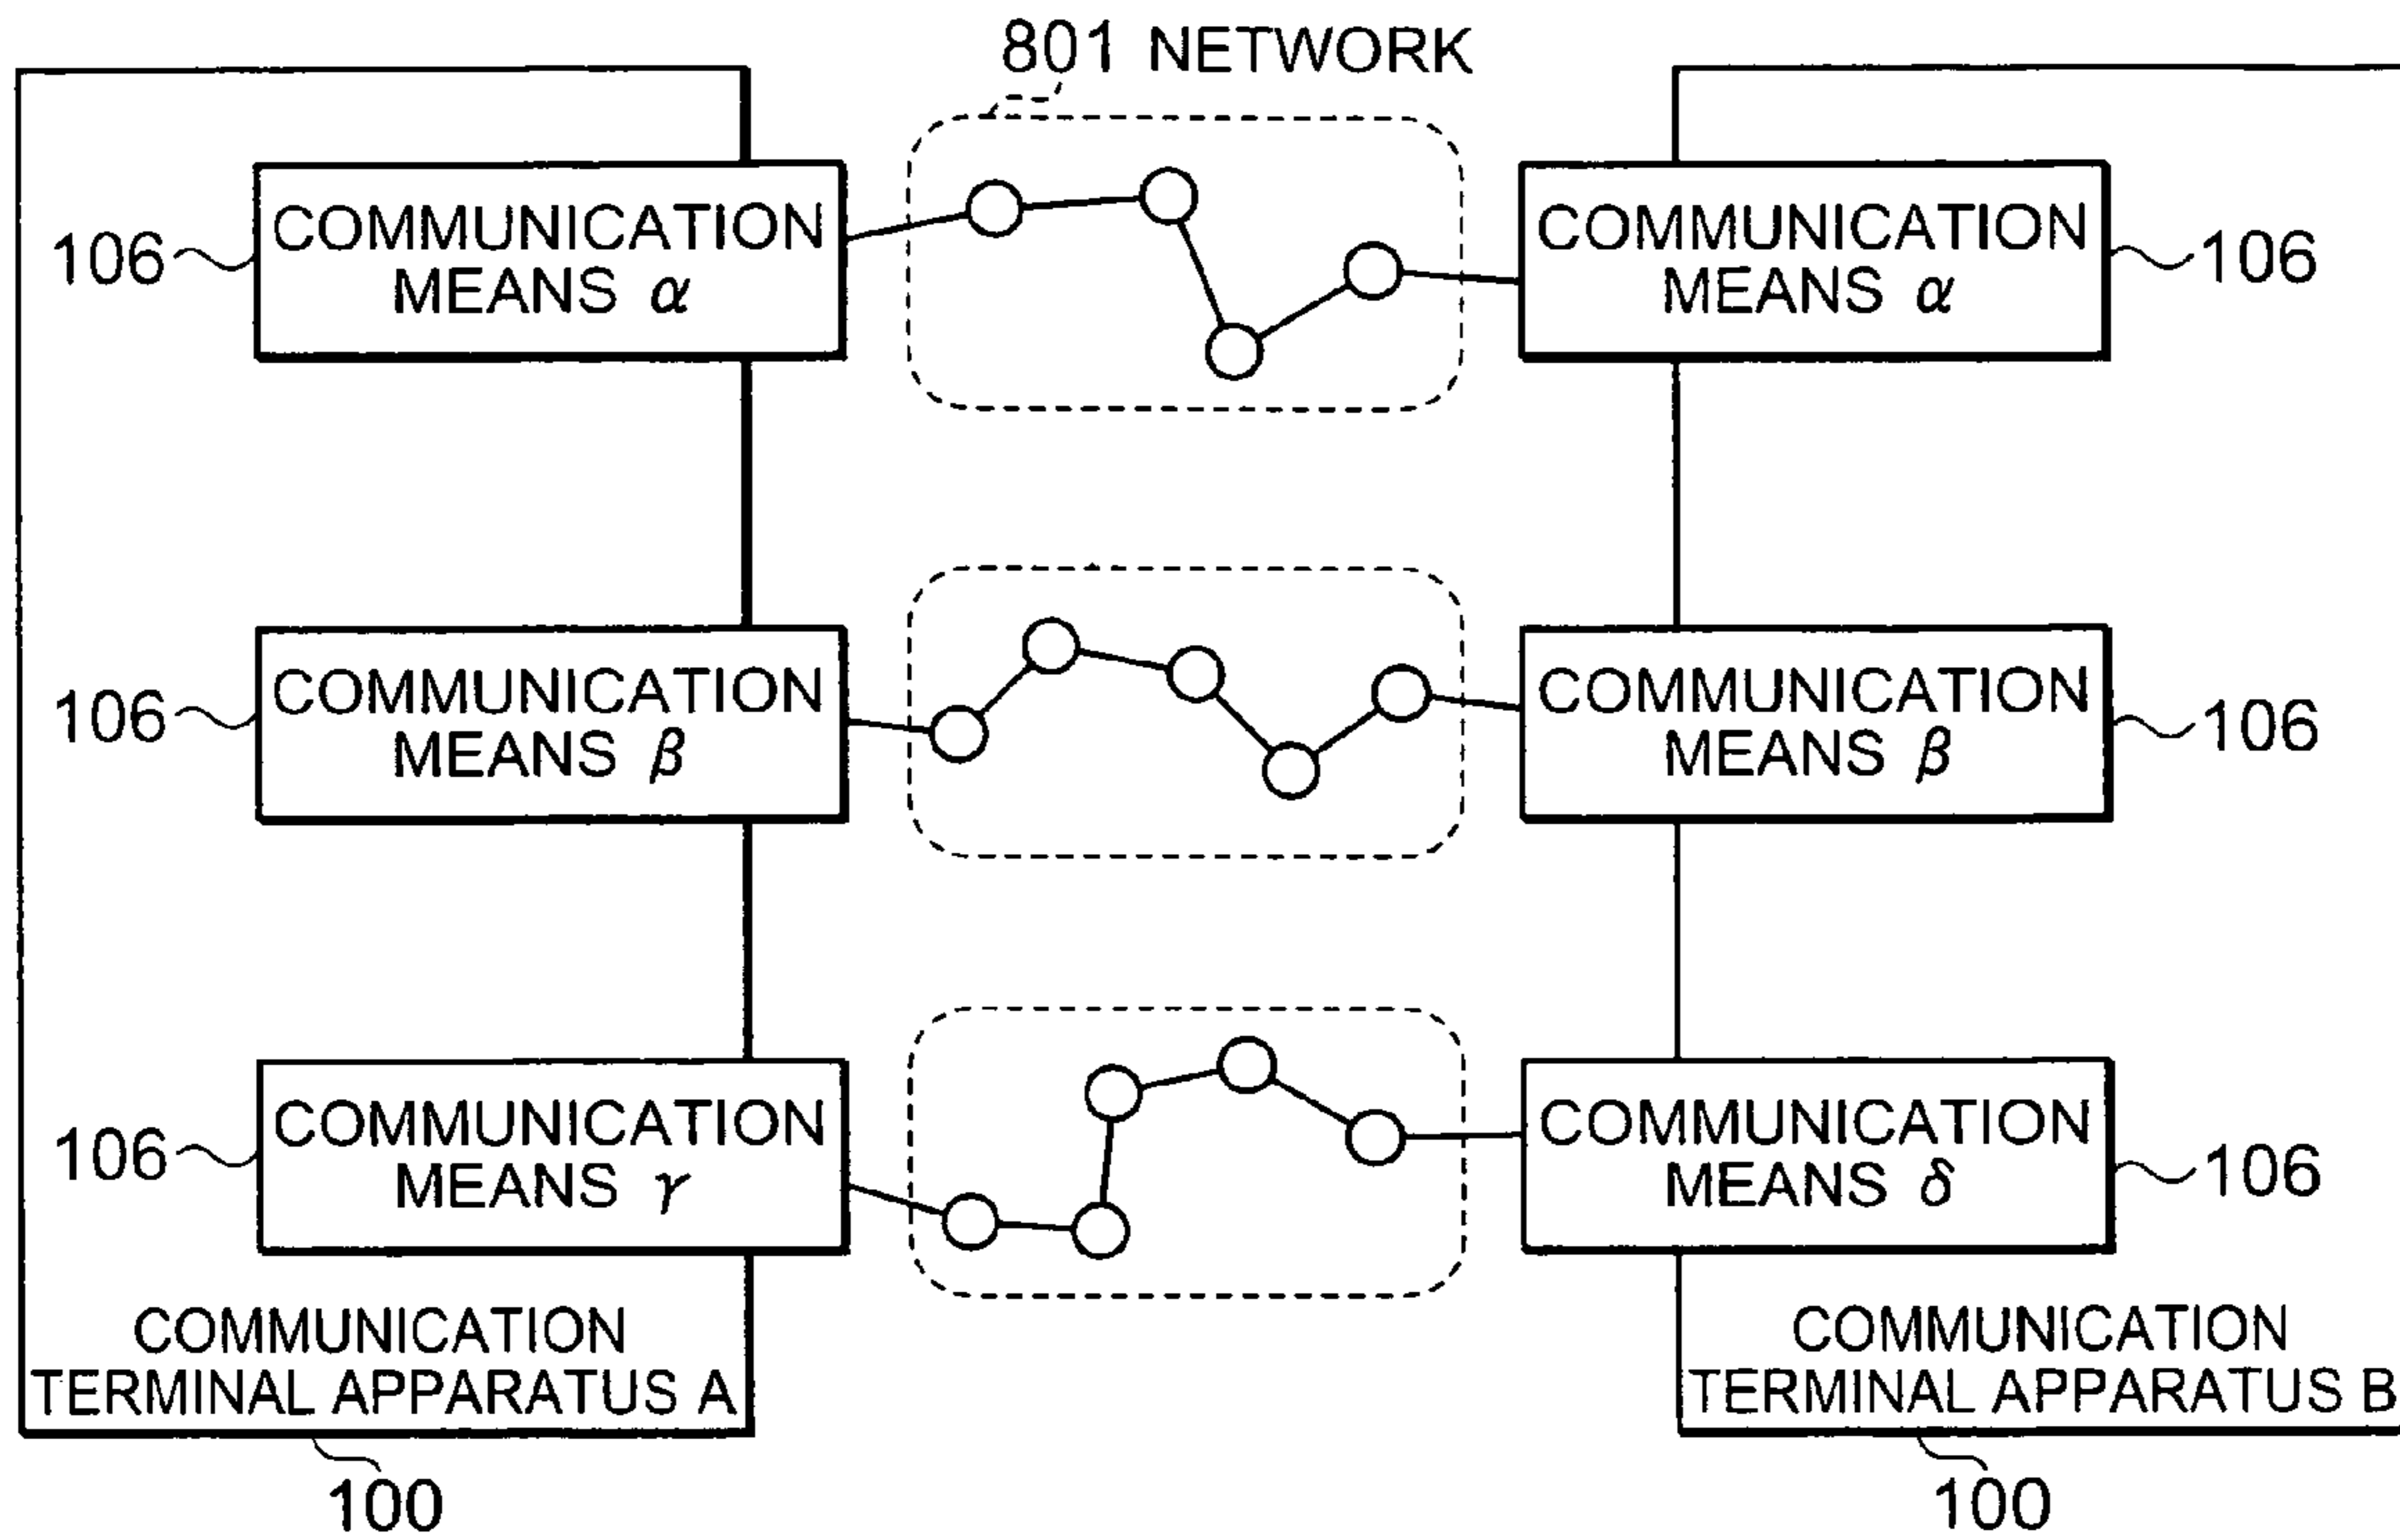 801 NETWORK
106
COMMUNICATION
MEANS α
COMMUNICATION
MEANS α
106
106
COMMUNICATION
MEANS β
COMMUNICATION
MEANS β
106
106
COMMUNICATION
MEANS γ
COMMUNICATION
MEANS δ
106
COMMUNICATION
TERMINAL APPARATUS A
COMMUNICATION
TERMINAL APPARATUS B
100
100